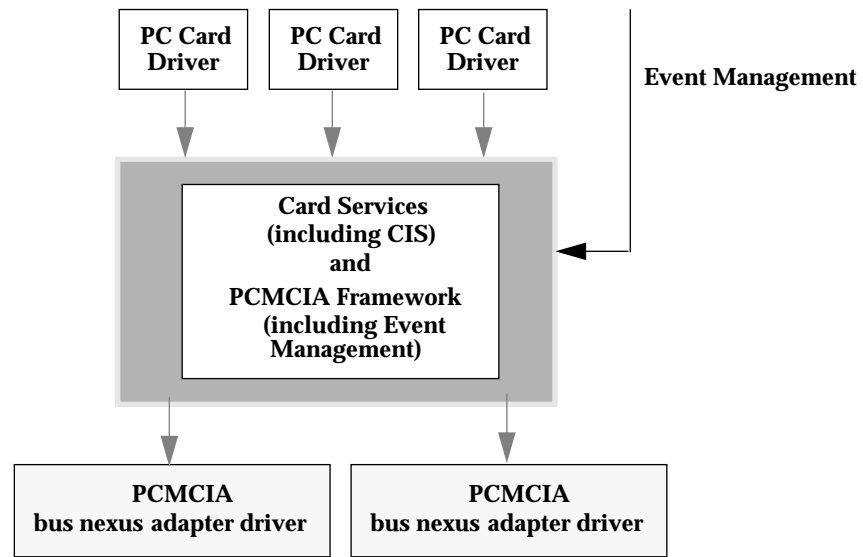 PC Card
Driver
PC Card
Driver
PC Card
Driver
Event Management
Card Services
(including CIS)
and
PCMCIA Framework
(including Event
Management)
PCMCIA
bus nexus adapter driver
PCMCIA
bus nexus adapter driver